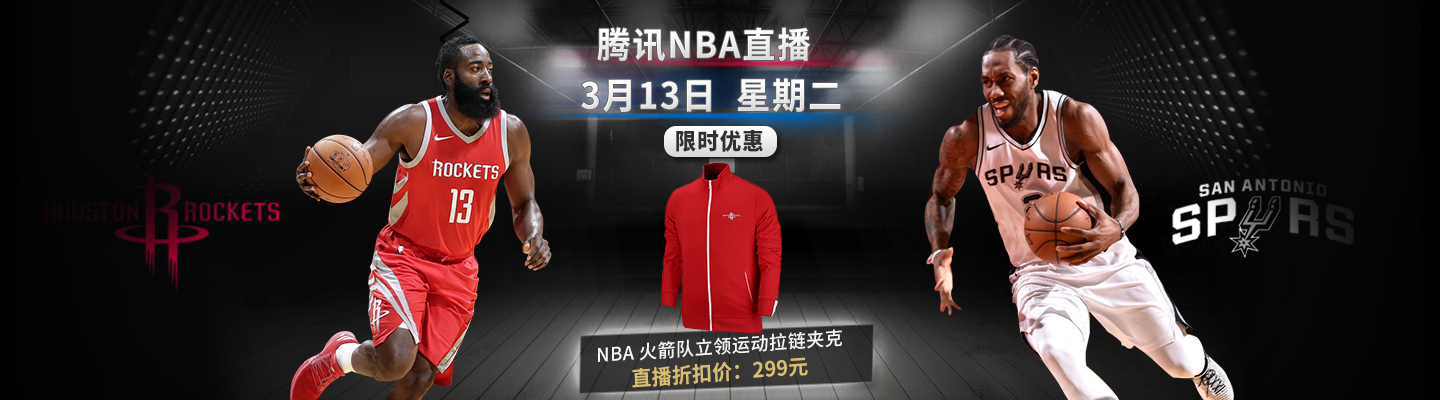 腾讯NBA直播
3月13日 星期二
限时优惠
HOUSTON ROCKETS
ROCKETS
13
SPURS
SAN ANTONIO
SPURS
NBA 火箭队立领运动拉链夹克
直播折扣价：299元